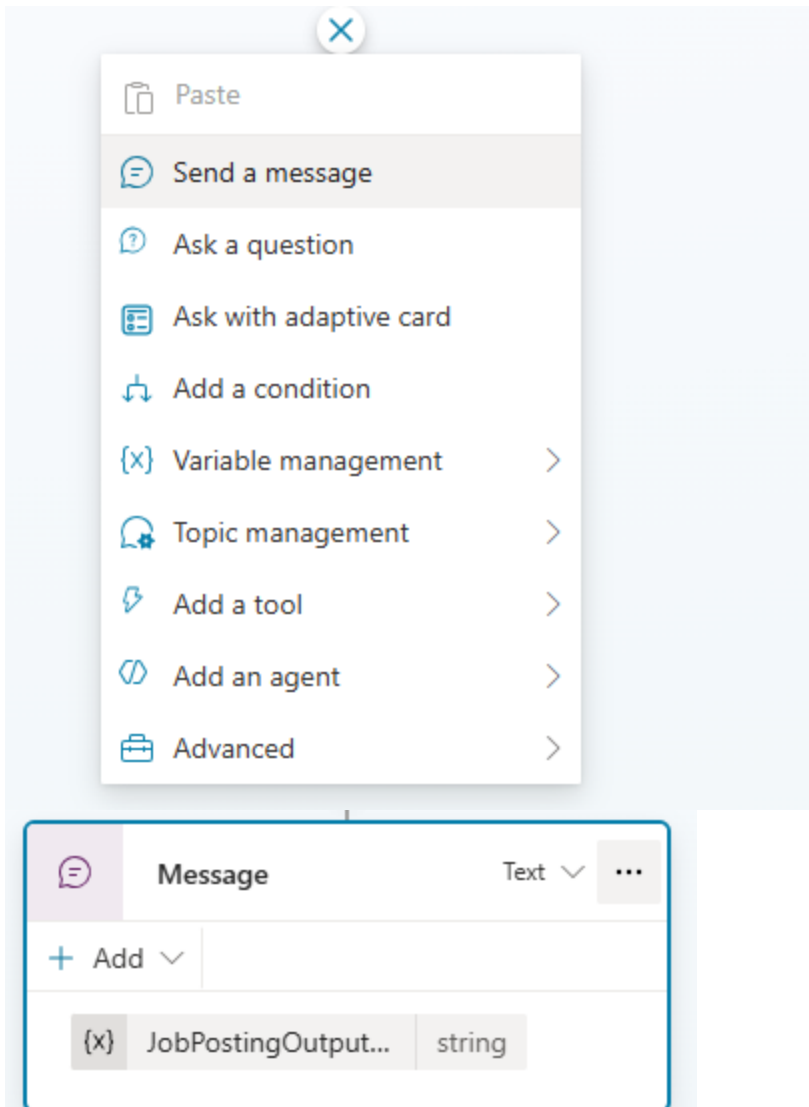 Paste
Send a message
Ask a question
Ask with adaptive card
Add a condition
{x} Variable management
Topic management
Add a tool
Add an agent
Advanced
Message Text ...
+ Add
{x} JobPostingOutput... string